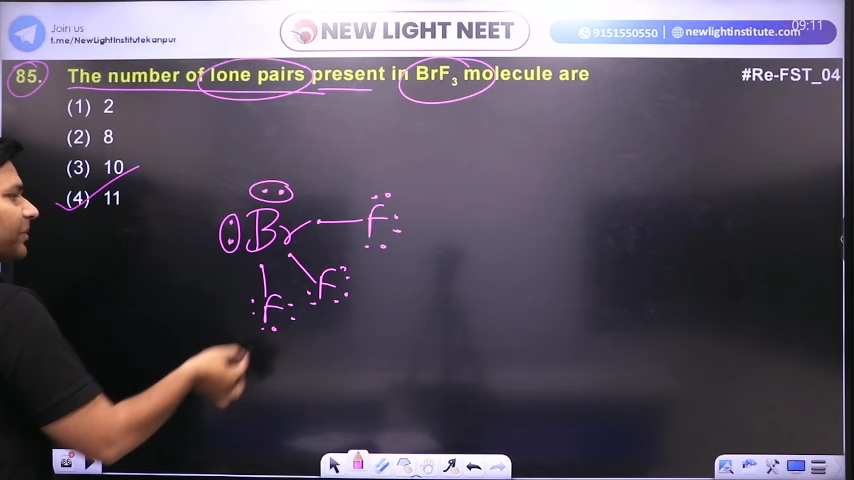 Join us
t.me/NewLightInstitutekanpur
NEW LIGHT NEET
9151550550
newlightinstitute.com
09:11
85. The number of lone pairs present in BrF3 molecule are
#Re-FST_04
(1) 2
(2) 8
(3) 10
(4) 11
Br
F
F
F